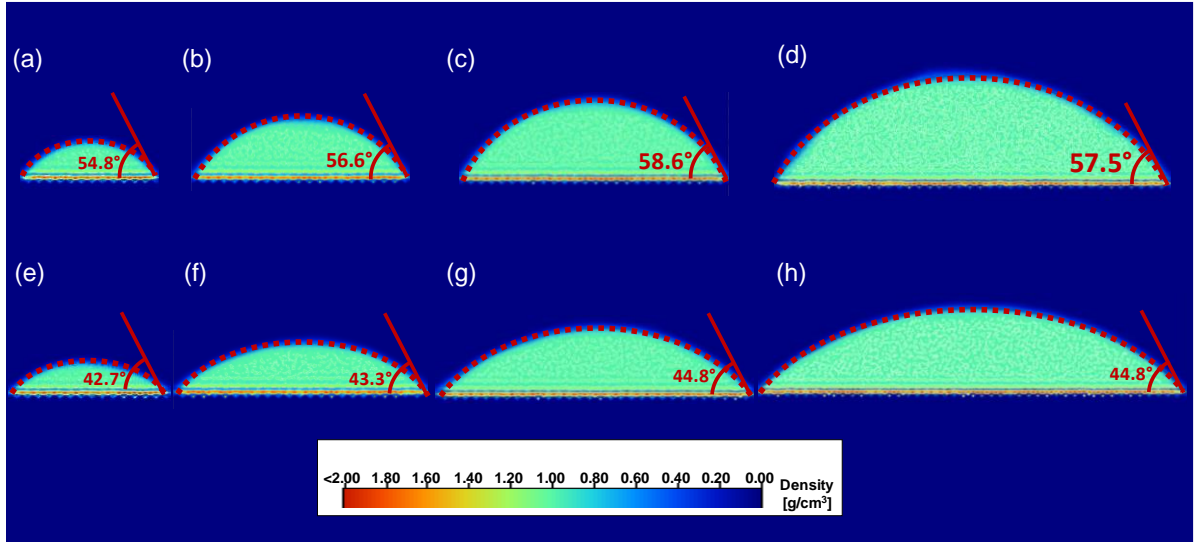 (a)
(b)
(c)
(d)
54.8°
56.6°
58.6°
57.5°
(e)
(f)
(g)
(h)
42.7°
43.3°
44.8°
44.8°
<2.00 1.80 1.60 1.40 1.20 1.00 0.80 0.60 0.40 0.20 0.00
Density
[g/cm³]